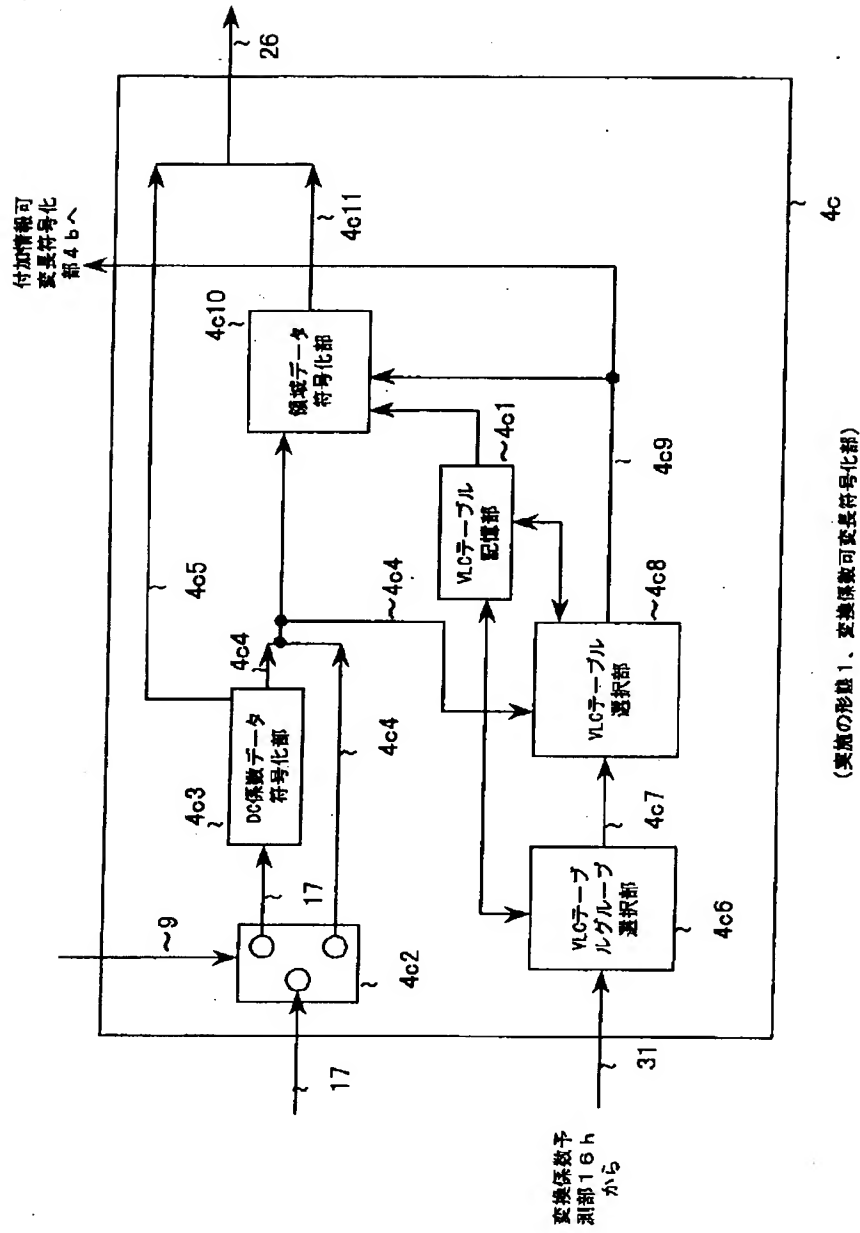 付加情報可
変長符号化
部4bへ
26
4c5
4c10
領域データ
符号化部
4c11
4c4
4c3
DC係数データ
符号化部
4c4
4c4
VLCテーブル
記憶部
4c1
9
17
4c2
17
VLCテーブ
ルグループ
選択部
4c6
4c7
VLCテーブル
選択部
4c8
4c9
4c
31
変換係数予
測部16h
から
(実施の形態1、変換係数可変長符号化部)